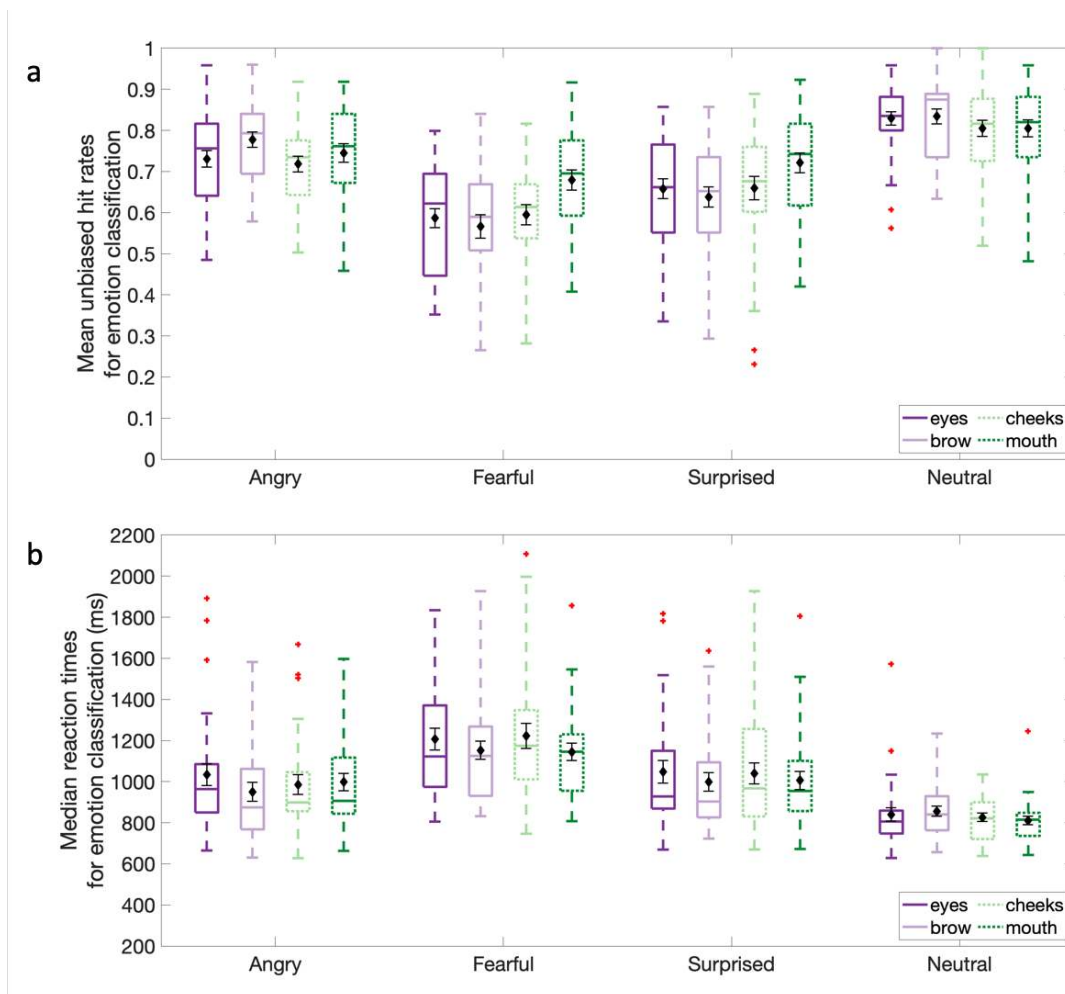 a
Mean unbiased hit rates
for emotion classification
1
0.9
0.8
0.7
0.6
0.5
0.4
0.3
0.2
0.1
0
eyes cheeks
brow mouth
Angry Fearful Surprised Neutral
b
Median reaction times
for emotion classification (ms)
2200
2000
1800
1600
1400
1200
1000
800
600
400
200
eyes cheeks
brow mouth
Angry Fearful Surprised Neutral